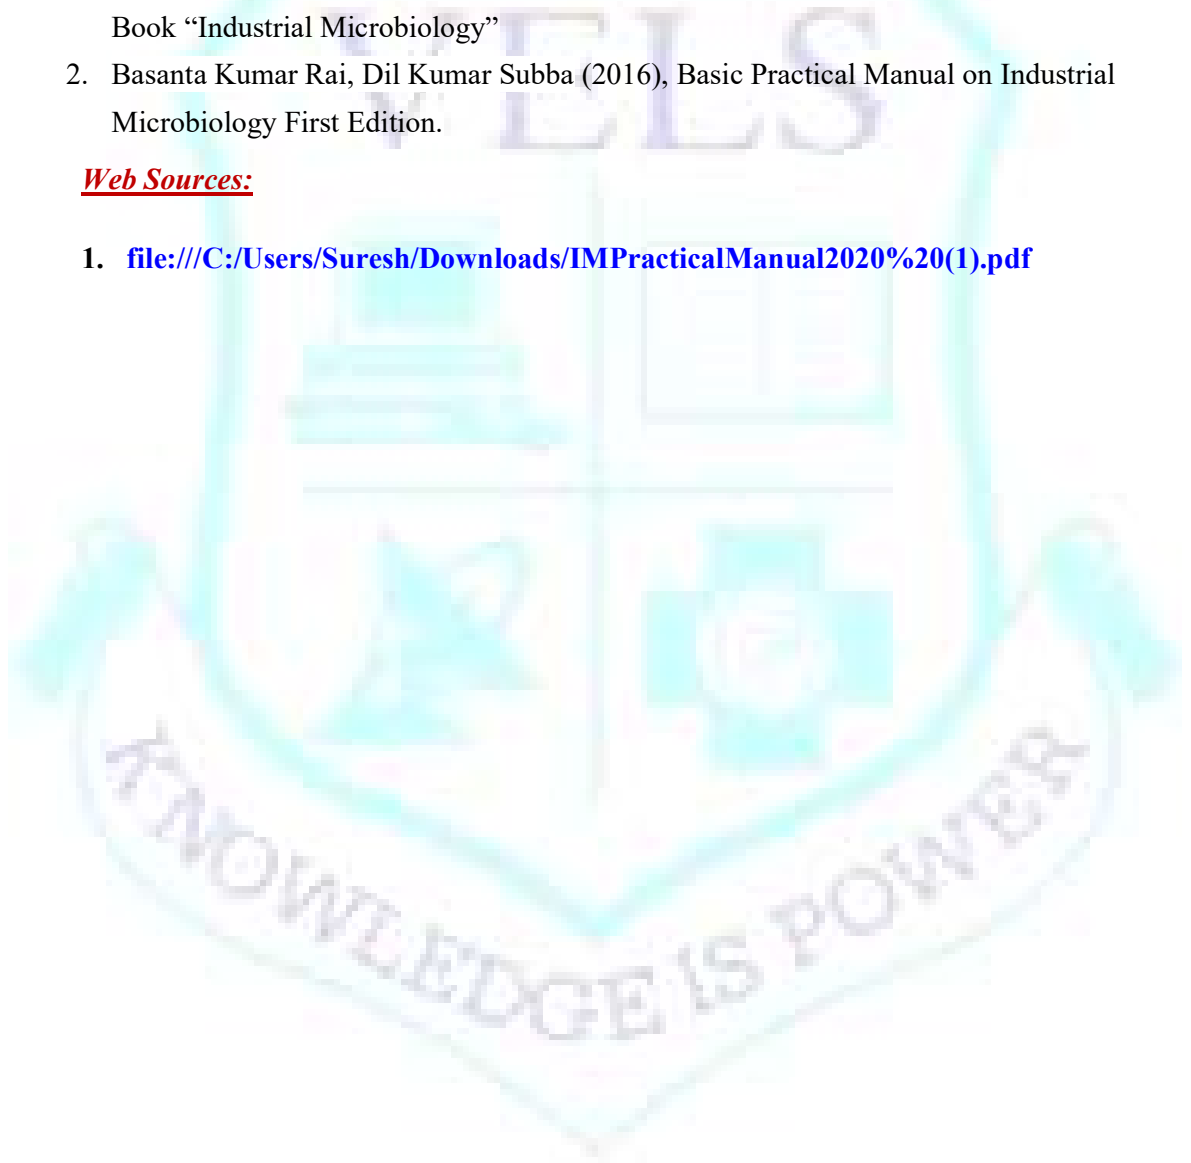 Book “Industrial Microbiology”
2. Basanta Kumar Rai, Dil Kumar Subba (2016), Basic Practical Manual on Industrial
Microbiology First Edition.
Web Sources:
1. file:///C:/Users/Suresh/Downloads/IMPracticalManual2020%20(1).pdf
VELS
KNOWLEDGE IS POWER